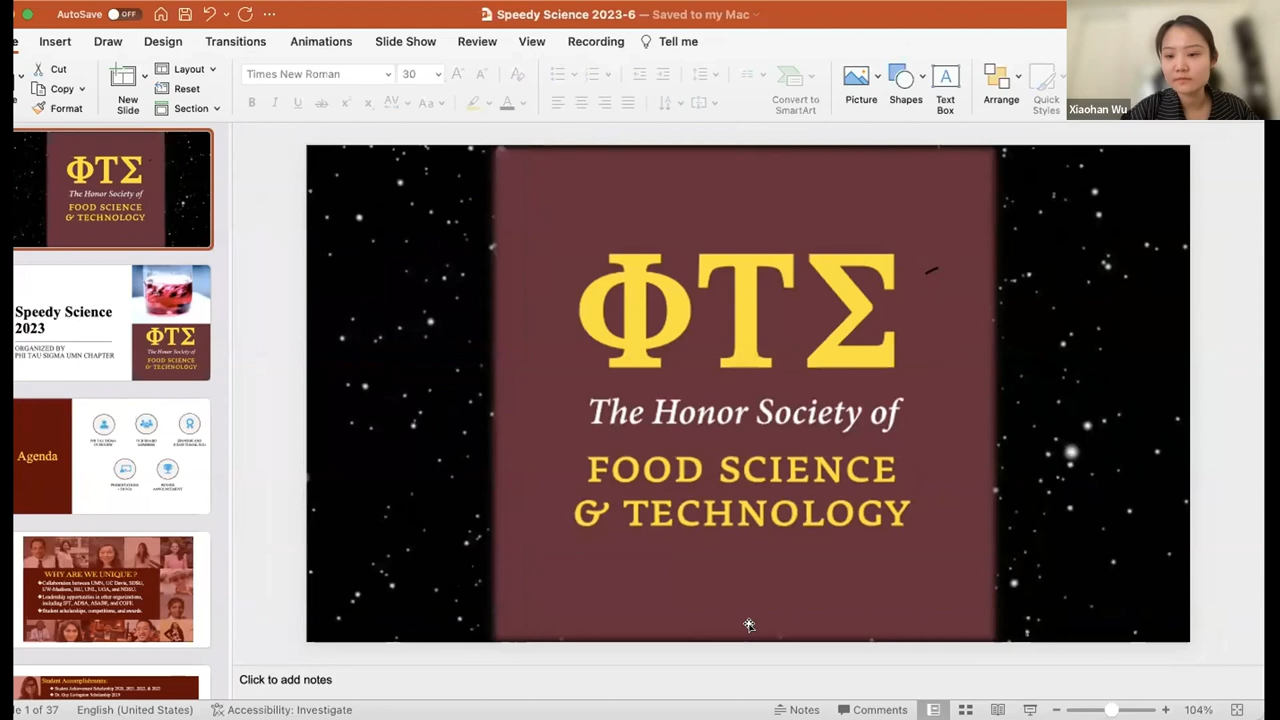 AutoSave OFF
Speedy Science 2023-6 — Saved to my Mac
Insert Draw Design Transitions Animations Slide Show Review View Recording Tell me
Cut
Copy
Format
New Slide
Layout
Reset
Section
Times New Roman 30
Convert to SmartArt
Picture
Shapes
Text Box
Arrange
Quick Styles
Xiaohan Wu
ΦΤΣ
The Honor Society of
FOOD SCIENCE
& TECHNOLOGY
Speedy Science
2023
ORGANIZED BY
PHI TAU SIGMA UMN CHAPTER
ΦΤΣ
The Honor Society of
FOOD SCIENCE
& TECHNOLOGY
Agenda
WHY ARE WE UNIQUE ?
Student Accomplishments:
ΦΤΣ
The Honor Society of
FOOD SCIENCE
& TECHNOLOGY
Click to add notes
1 of 37 English (United States) Accessibility: Investigate Notes Comments 104%